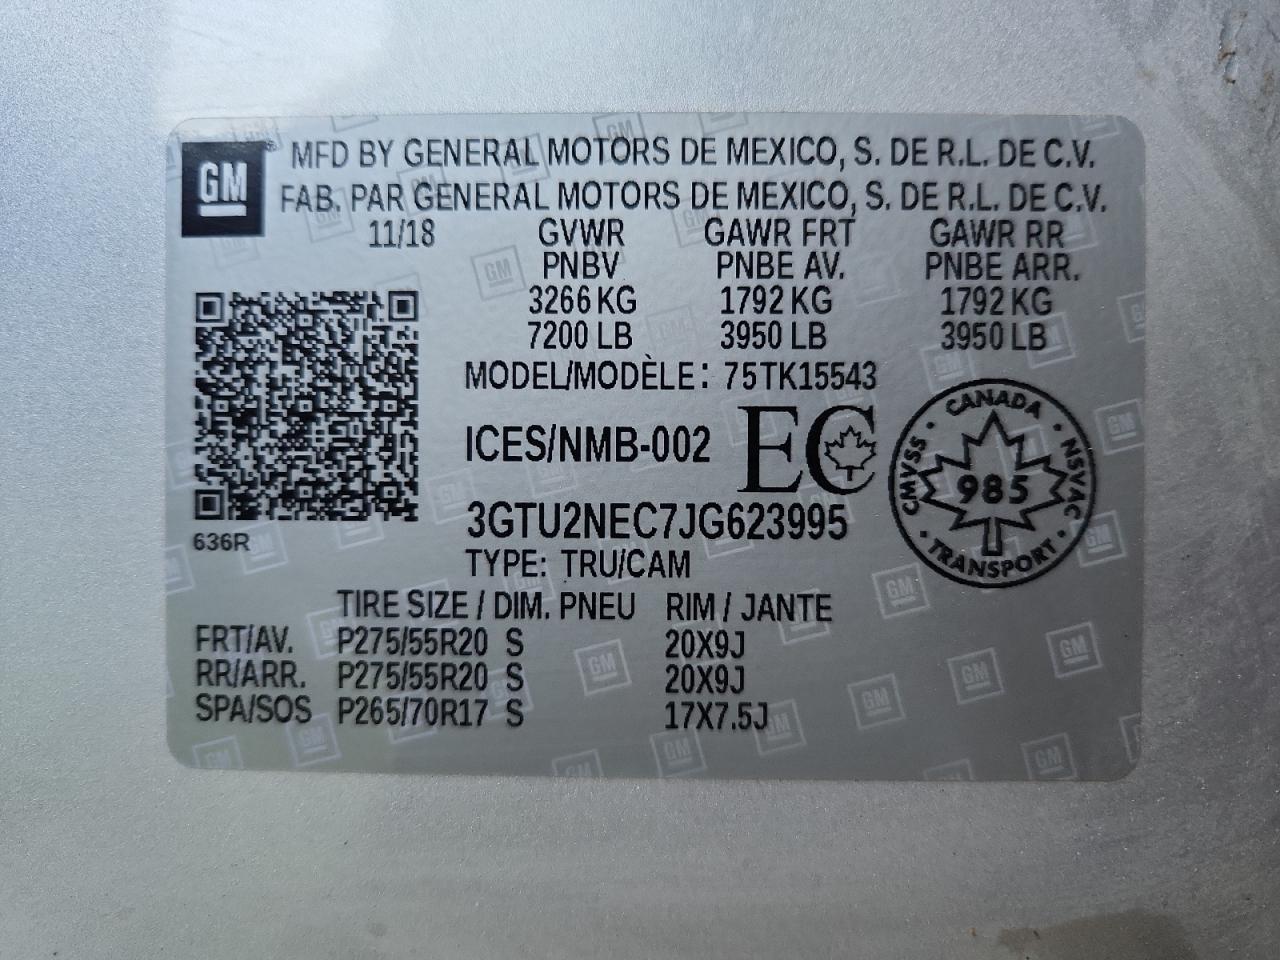 GM MFD BY GENERAL MOTORS DE MEXICO, S. DE R.L. DE C.V.
FAB. PAR GENERAL MOTORS DE MEXICO, S. DE R.L. DE C.V.
11/18 GVWR GAWR FRT GAWR RR
PNBV PNBE AV. PNBE ARR.
3266 KG 1792 KG 1792 KG
7200 LB 3950 LB 3950 LB
MODEL/MODÈLE: 75TK15543
ICES/NMB-002 EC
CANADA
CMVSS · NSVAC
985
· TRANSPORT ·
3GTU2NEC7JG623995
636R
TYPE: TRU/CAM
TIRE SIZE / DIM. PNEU RIM / JANTE
FRT/AV. P275/55R20 S 20X9J
RR/ARR. P275/55R20 S 20X9J
SPA/SOS P265/70R17 S 17X7.5J